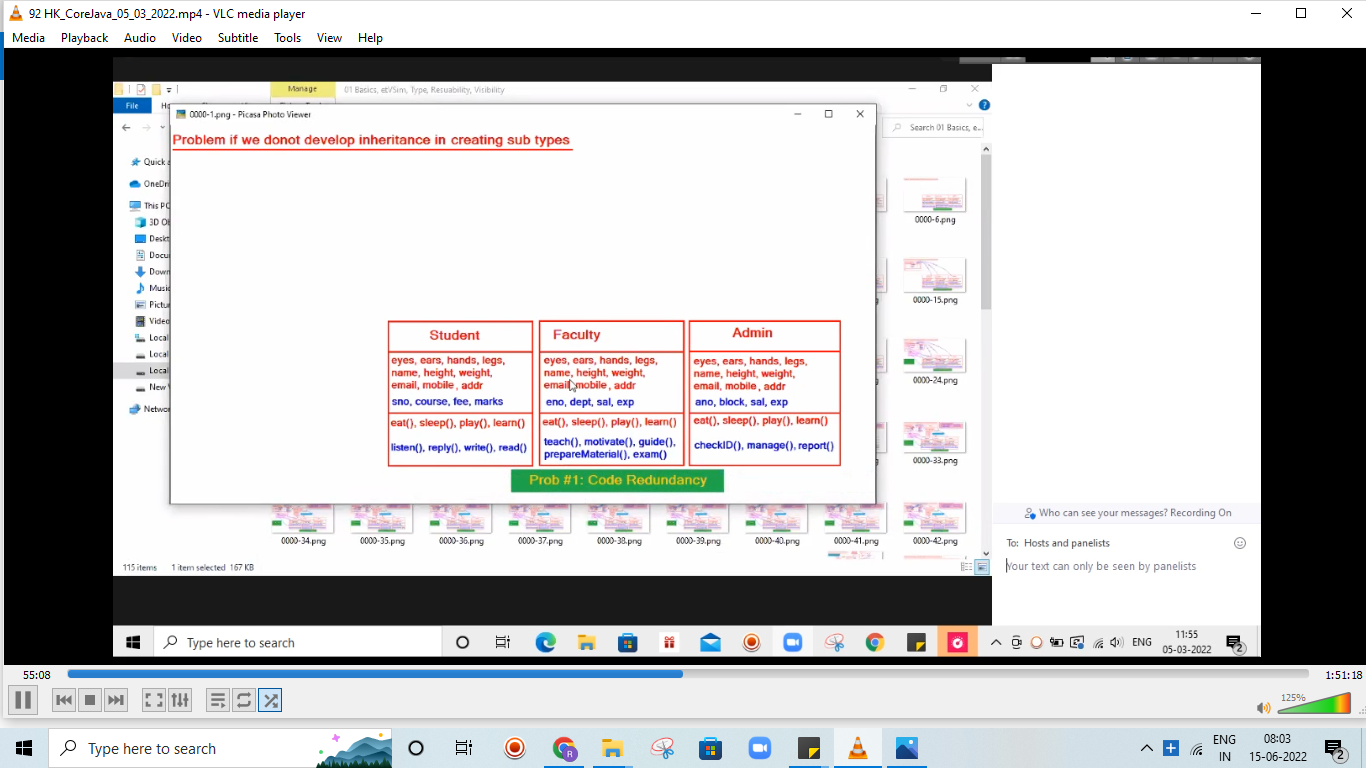 92 HK_CoreJava_05_03_2022.mp4 - VLC media player
Media Playback Audio Video Subtitle Tools View Help
Manage
01 Basics, etVSim, Type, Resuability, Visibility
File
0000-1.png - Picasa Photo Viewer
Search 01 Basics, e...
Problem if we donot develop inheritance in creating sub types
Quick a
OneDri
This PC
3D Ob
Deskt
Docu
Down
Music
Pictur
Video
Local
Local
Local
New V
Networ
0000-6.png
0000-15.png
0000-24.png
0000-33.png
Student
eyes, ears, hands, legs,
name, height, weight,
email, mobile, addr
sno, course, fee, marks
eat(), sleep(), play(), learn()
listen(), reply(), write(), read()
Faculty
eyes, ears, hands, legs,
name, height, weight,
email, mobile, addr
eno, dept, sal, exp
eat(), sleep(), play(), learn()
teach(), motivate(), guide(),
prepareMaterial(), exam()
Admin
eyes, ears, hands, legs,
name, height, weight,
email, mobile, addr
ano, block, sal, exp
eat(), sleep(), play(), learn()
checkID(), manage(), report()
Prob #1: Code Redundancy
0000-34.png 0000-35.png 0000-36.png 0000-37.png 0000-38.png 0000-39.png 0000-40.png 0000-41.png 0000-42.png
115 items 1 item selected 167 KB
Who can see your messages? Recording On
To: Hosts and panelists
Your text can only be seen by panelists
Type here to search
ENG
11:55
05-03-2022
2
55:08
1:51:18
125%
Type here to search
R
ENG
IN
08:03
15-06-2022
2